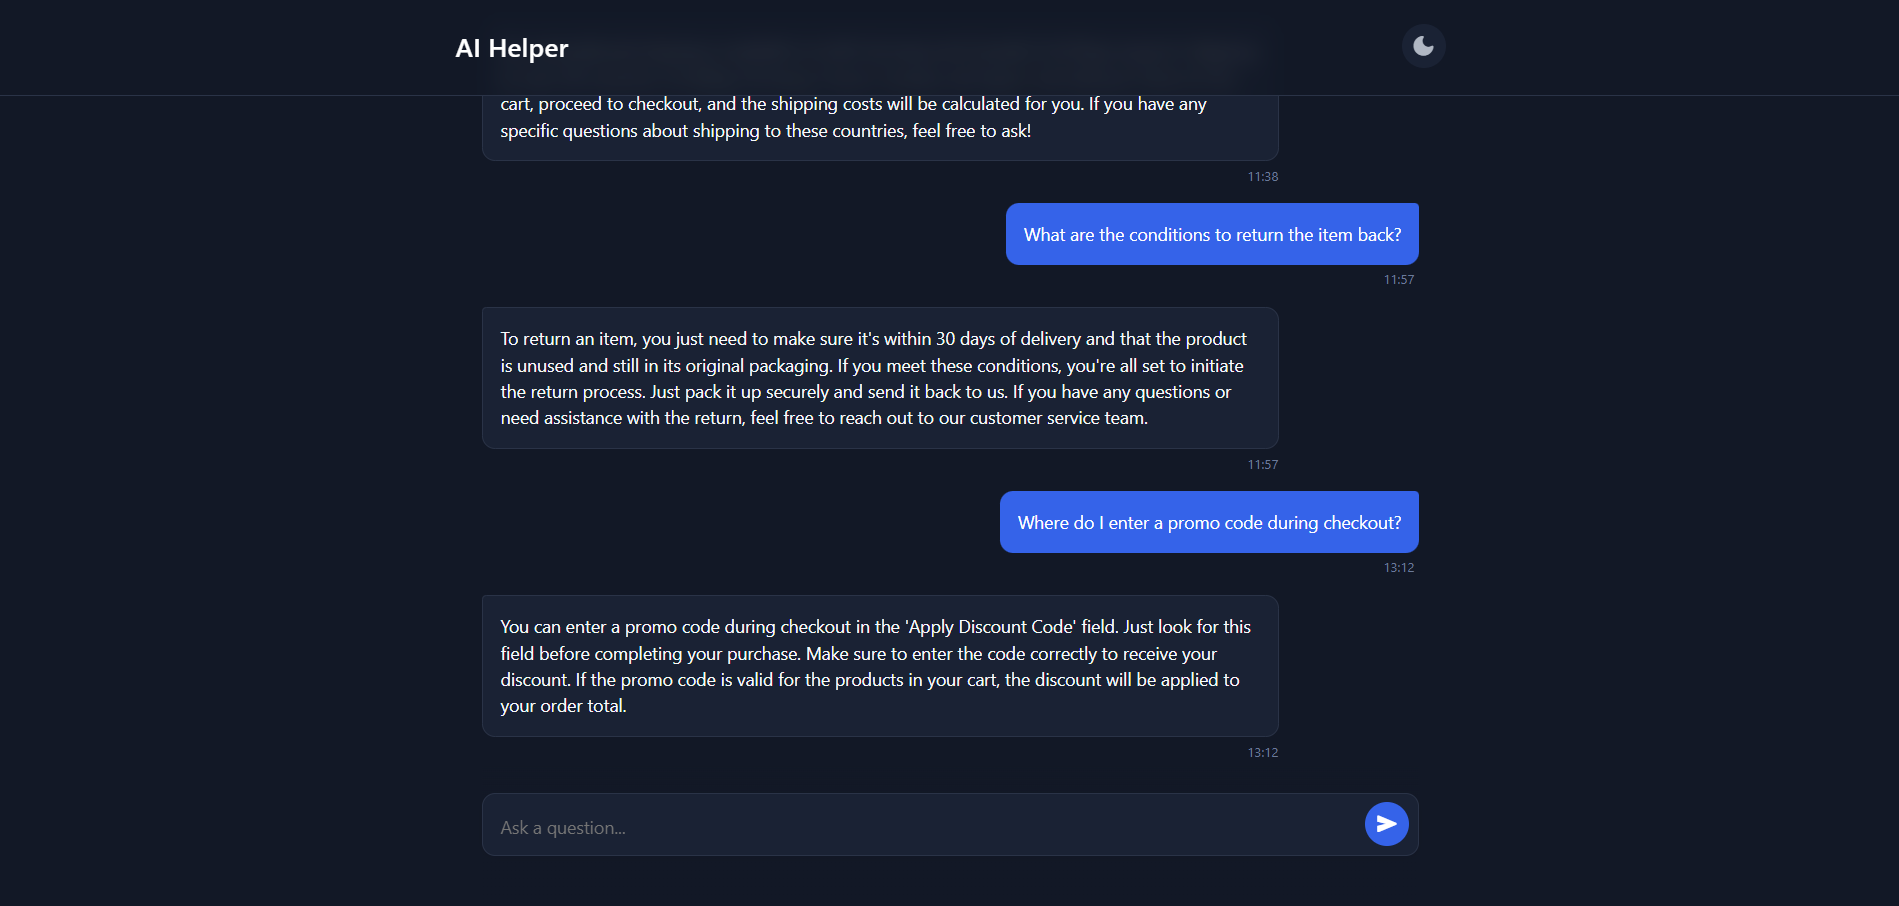 AI Helper
cart, proceed to checkout, and the shipping costs will be calculated for you. If you have any
specific questions about shipping to these countries, feel free to ask!
11:38
What are the conditions to return the item back?
11:57
To return an item, you just need to make sure it's within 30 days of delivery and that the product
is unused and still in its original packaging. If you meet these conditions, you're all set to initiate
the return process. Just pack it up securely and send it back to us. If you have any questions or
need assistance with the return, feel free to reach out to our customer service team.
11:57
Where do I enter a promo code during checkout?
13:12
You can enter a promo code during checkout in the 'Apply Discount Code' field. Just look for this
field before completing your purchase. Make sure to enter the code correctly to receive your
discount. If the promo code is valid for the products in your cart, the discount will be applied to
your order total.
13:12
Ask a question...